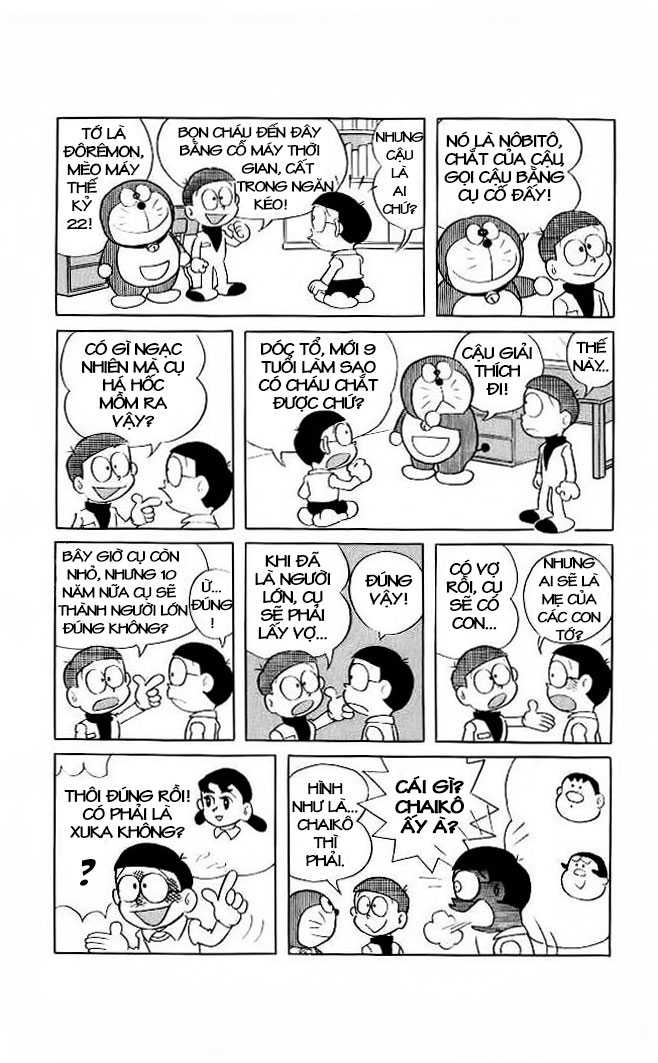 TỚ LÀ
ĐÔRÊMON,
MÈO MÁY
THẾ
KỶ
22!
BỌN CHÁU ĐẾN ĐÂY
BẰNG CỖ MÁY THỜI
GIAN, CẤT
TRONG NGĂN
KÉO!
NHƯNG
CẬU
LÀ
AI
CHỨ?
NÓ LÀ NÔBITÔ,
CHẮT CỦA CẬU,
GỌI CẬU BẰNG
CỤ CỐ ĐẤY!
CÓ GÌ NGẠC
NHIÊN MÀ CỤ
HÁ HỐC
MỒM RA
VẬY?
DÓC TỔ, MỚI 9
TUỔI LÀM SAO
CÓ CHÁU CHẮT
ĐƯỢC CHỨ?
CẬU GIẢI
THÍCH
ĐI!
THẾ
NÀY...
BÂY GIỜ CỤ CÒN
NHỎ, NHƯNG 10
NĂM NỮA CỤ SẼ
THÀNH NGƯỜI LỚN
ĐÚNG KHÔNG?
Ừ...
ĐÚNG
!
KHI ĐÃ
LÀ NGƯỜI
LỚN, CỤ
SẼ PHẢI
LẤY VỢ...
ĐÚNG
VẬY!
CÓ VỢ
RỒI, CỤ
SẼ CÓ
CON...
NHƯNG
AI SẼ LÀ
MẸ CỦA
CÁC CON
TỚ?
THÔI ĐÚNG RỒI!
CÓ PHẢI LÀ
XUKA KHÔNG?
?
HÌNH
NHƯ LÀ...
CHAIKÔ
THÌ
PHẢI.
CÁI GÌ?
CHAIKÔ
ẤY À?